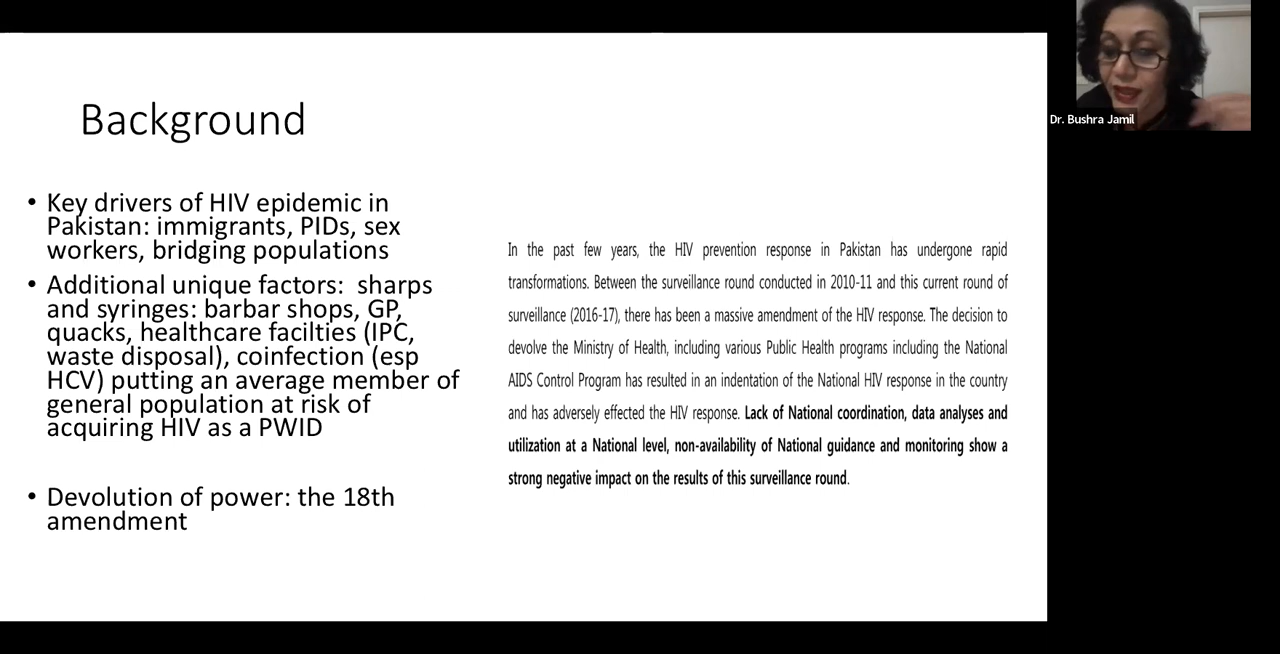 Background
• Key drivers of HIV epidemic in
Pakistan: immigrants, PIDs, sex
workers, bridging populations
• Additional unique factors:  sharps
and syringes: barbar shops, GP,
quacks, healthcare facilties (IPC,
waste disposal), coinfection (esp
HCV) putting an average member of
general population at risk of
acquiring HIV as a PWID
• Devolution of power: the 18th
amendment
In the past few years, the HIV prevention response in Pakistan has undergone rapid
transformations. Between the surveillance round conducted in 2010-11 and this current round of
surveillance (2016-17), there has been a massive amendment of the HIV response. The decision to
devolve the Ministry of Health, including various Public Health programs including the National
AIDS Control Program has resulted in an indentation of the National HIV response in the country
and has adversely effected the HIV response. Lack of National coordination, data analyses and
utilization at a National level, non-availability of National guidance and monitoring show a
strong negative impact on the results of this surveillance round.
Dr. Bushra Jamil